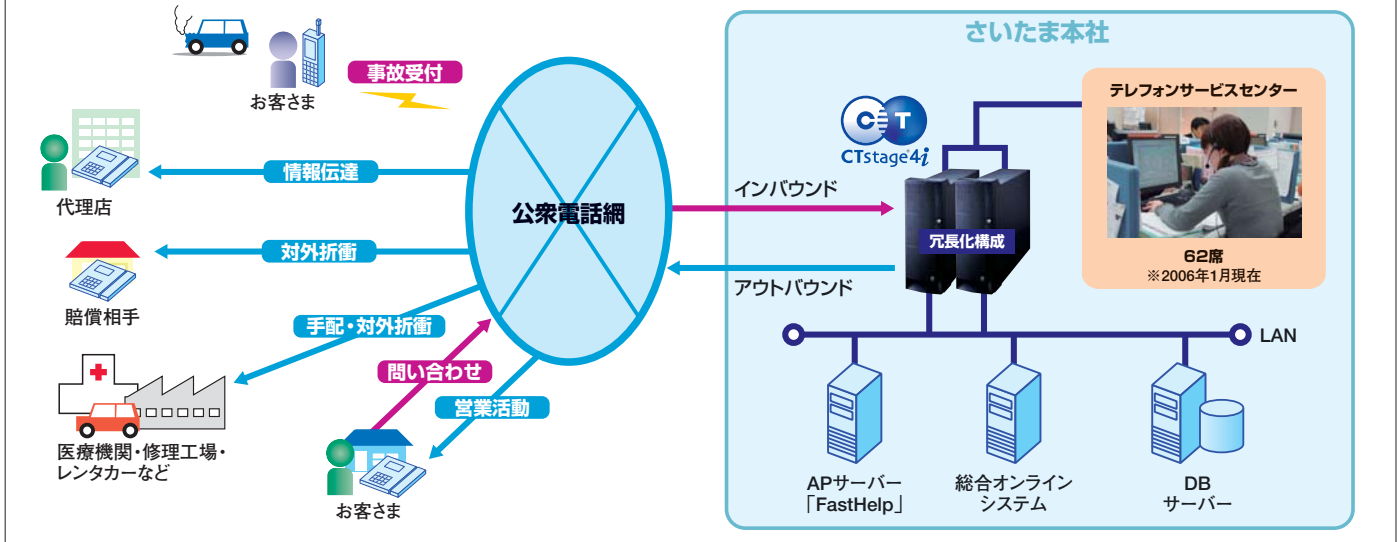 さいたま本社
事故受付
お客さま
テレフォンサービスセンター
CT
CTstage4i
情報伝達
代理店
インバウンド
公衆電話網
冗長化構成
対外折衝
62席
※2006年1月現在
アウトバウンド
賠償相手
手配・対外折衝
LAN
問い合わせ
営業活動
医療機関・修理工場・
レンタカーなど
お客さま
APサーバー
「FastHelp」
総合オンライン
システム
DB
サーバー